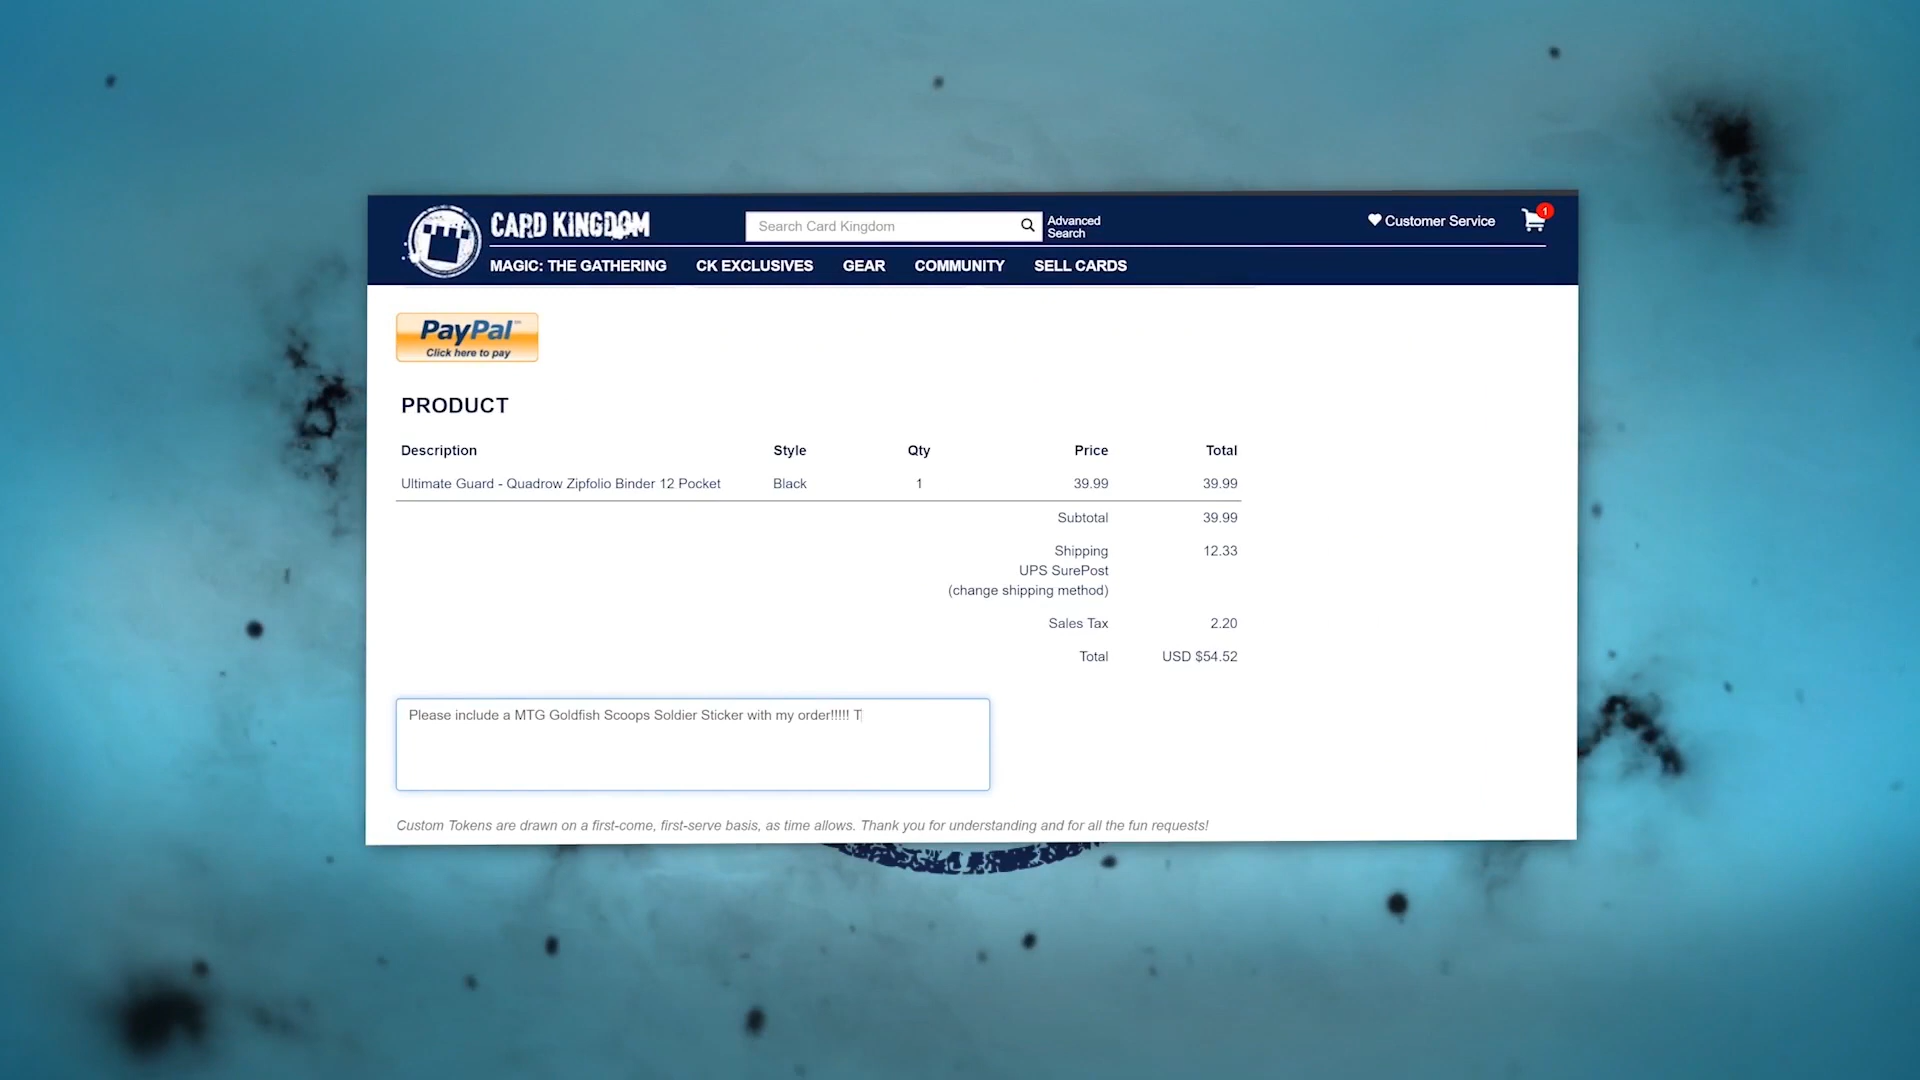 CARD KINGDOM
Search Card Kingdom
Advanced
Search
Customer Service
1
MAGIC: THE GATHERING CK EXCLUSIVES GEAR COMMUNITY SELL CARDS
PayPal
Click here to pay
PRODUCT
Description Style Qty Price Total
Ultimate Guard - Quadrow Zipfolio Binder 12 Pocket Black 1 39.99 39.99
Subtotal 39.99
Shipping 12.33
UPS SurePost
(change shipping method)
Sales Tax 2.20
Total USD $54.52
Please include a MTG Goldfish Scoops Soldier Sticker with my order!!!!! T
Custom Tokens are drawn on a first-come, first-serve basis, as time allows. Thank you for understanding and for all the fun requests!